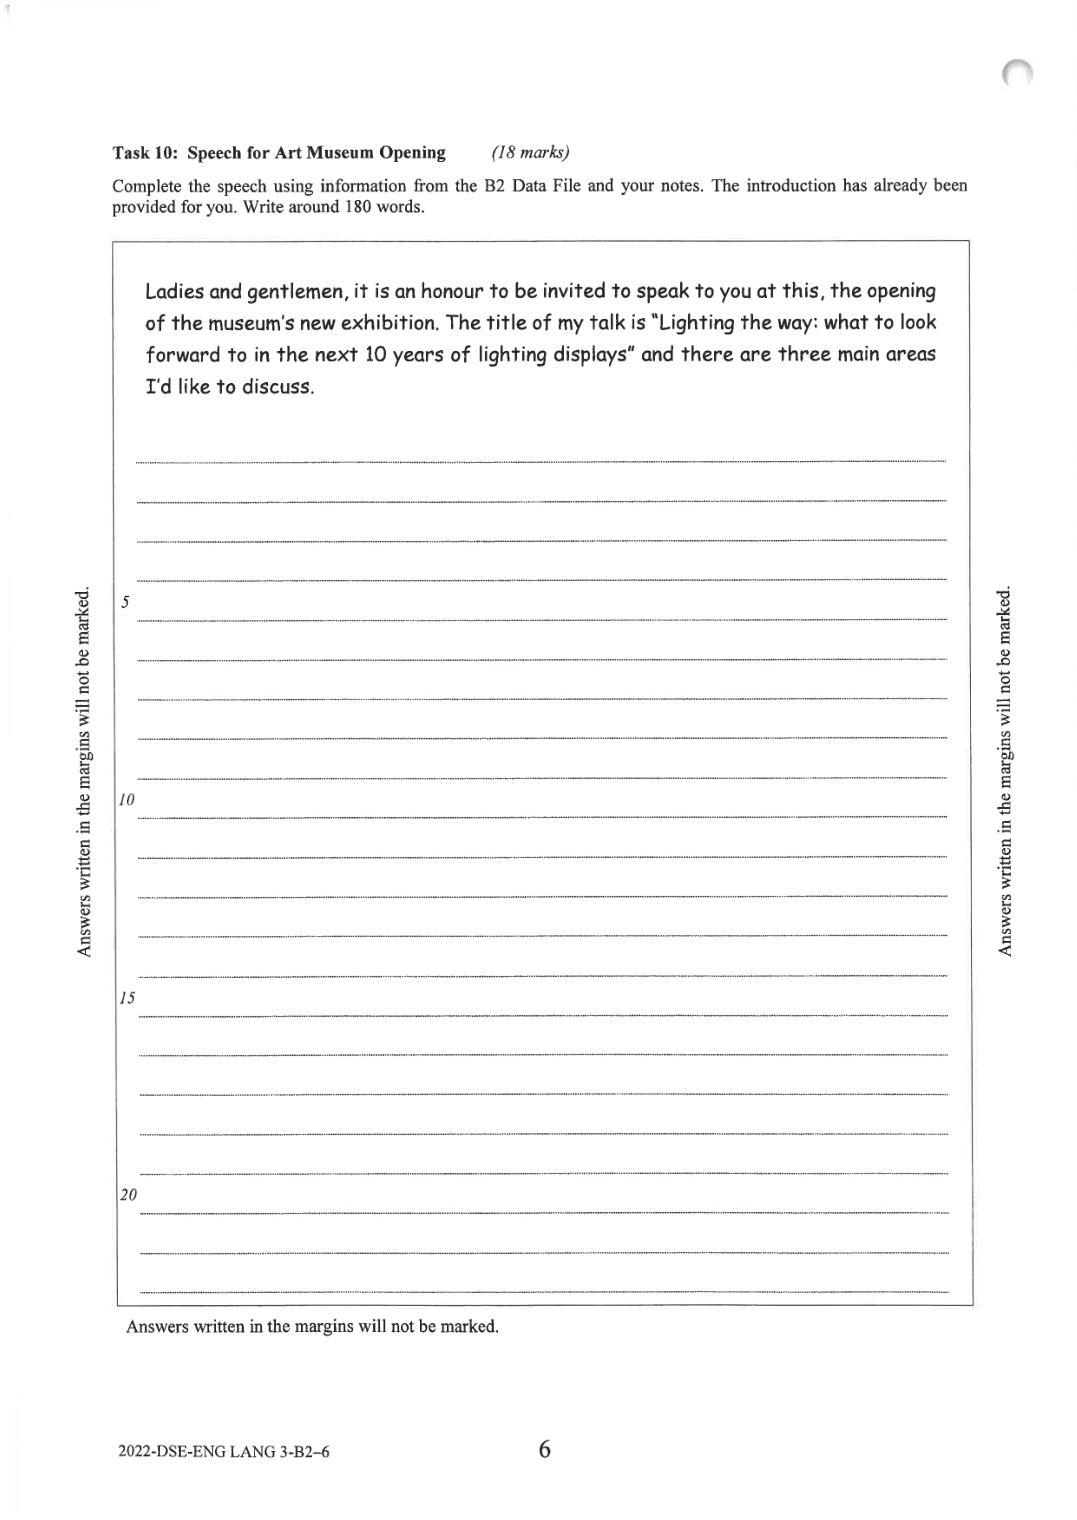 Task 10: Speech for Art Museum Opening (18 marks)
Complete the speech using information from the B2 Data File and your notes. The introduction has already been
provided for you. Write around 180 words.
Ladies and gentlemen, it is an honour to be invited to speak to you at this, the opening
of the museum's new exhibition. The title of my talk is "Lighting the way: what to look
forward to in the next 10 years of lighting displays" and there are three main areas
I'd like to discuss.
Answers written in the margins will not be marked.
5
10
15
20
Answers written in the margins will not be marked.
Answers written in the margins will not be marked.
2022-DSE-ENG LANG 3-B2–6
6